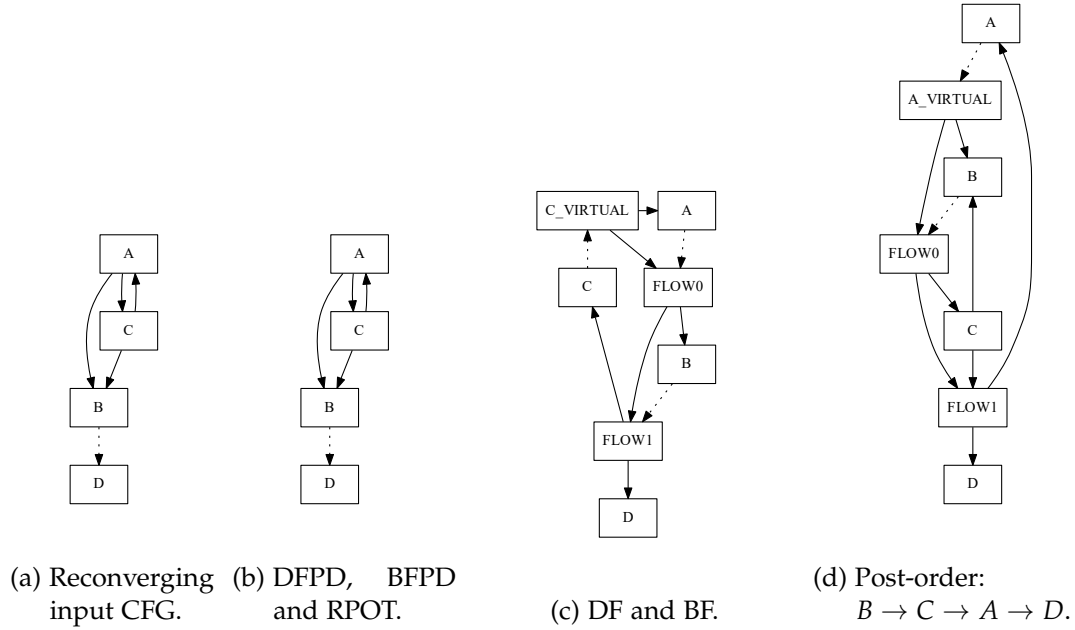 A
C
B
D
A
C
B
D
C_VIRTUAL
A
C
FLOW0
B
FLOW1
D
A
A_VIRTUAL
B
FLOW0
C
FLOW1
D
(a) Reconverging
input CFG.
(b) DFPD, BFPD
and RPOT.
(c) DF and BF.
(d) Post-order:
B → C → A → D.